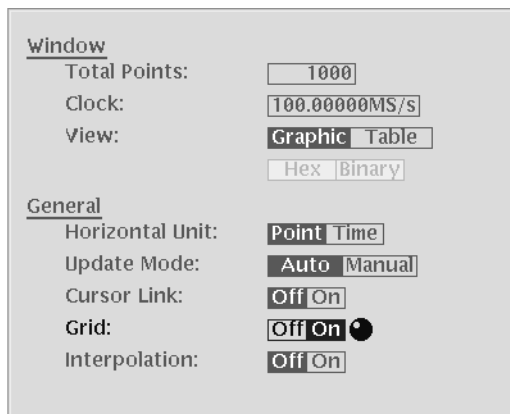 Window
Total Points: 1000
Clock: 100.00000MS/s
View: Graphic Table
Hex Binary
General
Horizontal Unit: Point Time
Update Mode: Auto Manual
Cursor Link: Off On
Grid: Off On
Interpolation: Off On